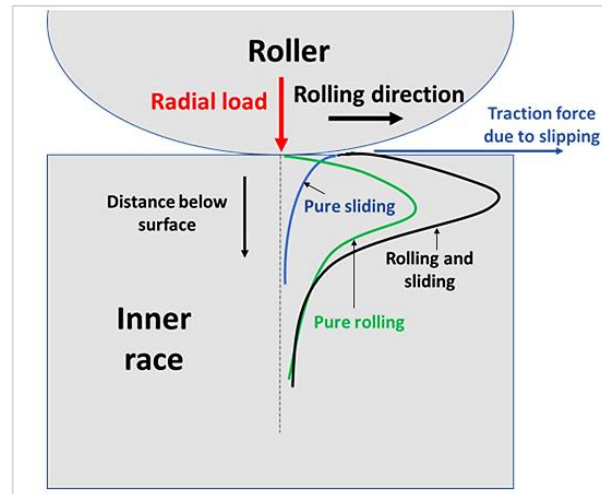 Roller
Radial load
Rolling direction
Traction force
due to slipping
Distance below
surface
Pure sliding
Rolling and
sliding
Pure rolling
Inner
race